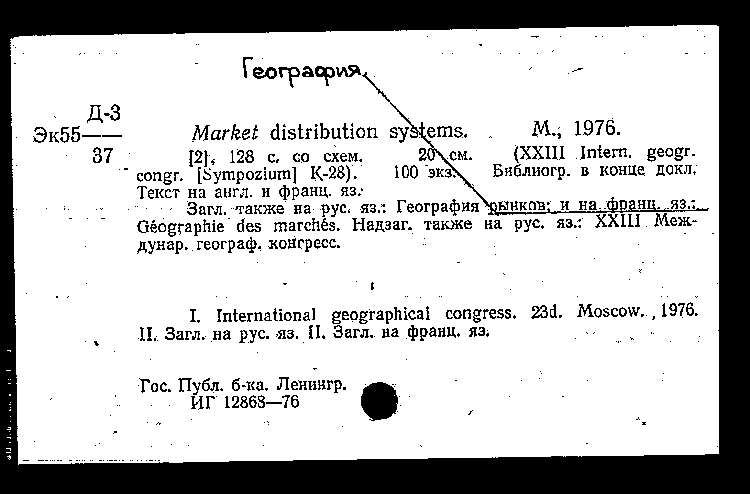 География
Д-3
Эк55——
37
Market distribution systems. М., 1976.
[2], 128 с. со схем. 20 см. (XXIII Intern. geogr.
congr. [Sympozium] K-28). 100 экз. Библиогр. в конце докл.
Текст на англ. и франц. яз.
Загл. также на рус. яз.: География рынков; и на франц. яз.:
Géographie des marchés. Надзаг. также на рус. яз.: XXIII Меж-
дунар. географ. конгресс.
I. International geographical congress. 23d. Moscow., 1976.
II. Загл. на рус. яз. II. Загл. на франц. яз.
Гос. Публ. б-ка. Ленингр.
ИГ 12868—76